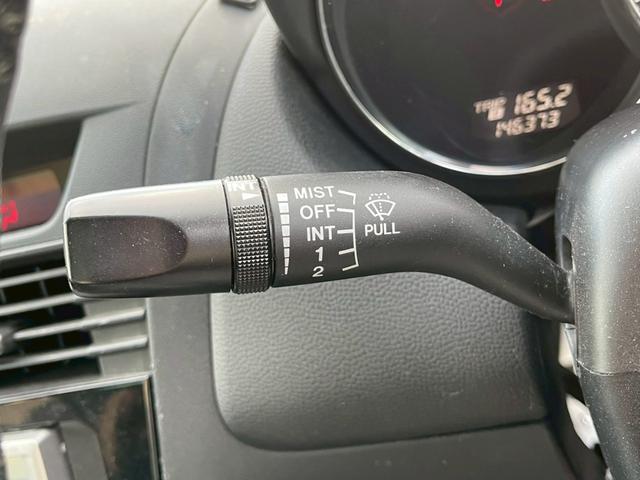 TRIP B 165.2
146373
INT
MIST
OFF
INT
1
2
PULL